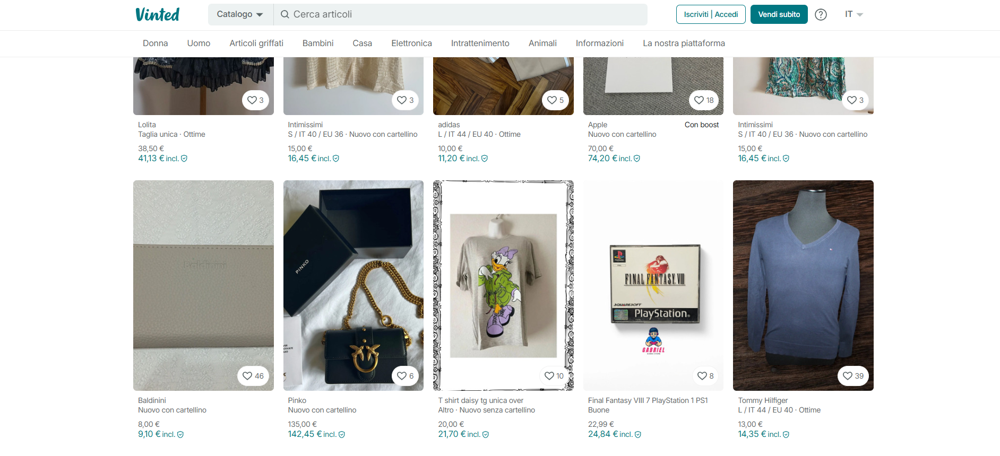 Vinted
Catalogo
Cerca articoli
Iscriviti | Accedi
Vendi subito
?
IT
Donna
Uomo
Articoli griffati
Bambini
Casa
Elettronica
Intrattenimento
Animali
Informazioni
La nostra piattaforma
3
3
5
18
3
Lolita
Taglia unica · Ottime
38,50 €
41,13 € incl.
Intimissimi
S / IT 40 / EU 36 · Nuovo con cartellino
15,00 €
16,45 € incl.
adidas
L / IT 44 / EU 40 · Ottime
10,00 €
11,20 € incl.
Apple
Con boost
Nuovo con cartellino
70,00 €
74,20 € incl.
Intimissimi
S / IT 40 / EU 36 · Nuovo con cartellino
15,00 €
16,45 € incl.
Baldinini
46
PINKO
6
10
FINAL FANTASY VIII
SQUARESOFT
PlayStation
GABRIEL
8
39
Baldinini
Nuovo con cartellino
8,00 €
9,10 € incl.
Pinko
Nuovo con cartellino
135,00 €
142,45 € incl.
T shirt daisy tg unica over
Altro · Nuovo senza cartellino
20,00 €
21,70 € incl.
Final Fantasy VIII 7 PlayStation 1 PS1
Buone
22,99 €
24,84 € incl.
Tommy Hilfiger
L / IT 44 / EU 40 · Ottime
13,00 €
14,35 € incl.